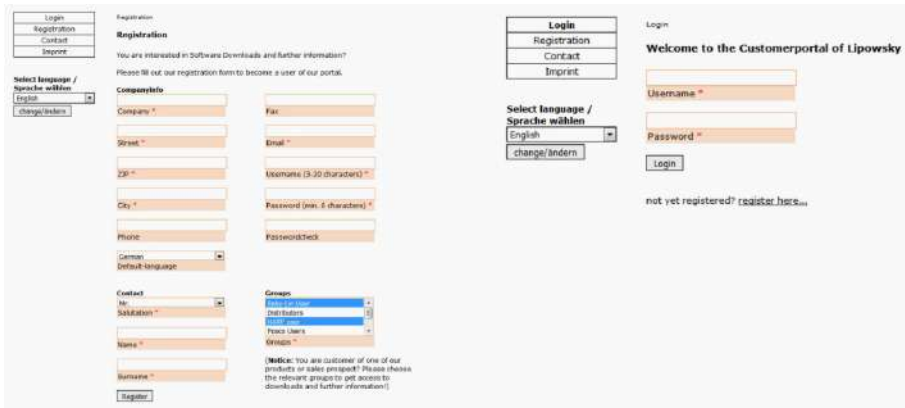 Login
Registration
Contact
Imprint
Select language /
Sprache wählen
English
change/ändern
Registration
Registration
You are interested in Software Downloads and further information?
Please fill out our registration form to become a user of our portal.
Companyinfo
Company *
Fax
Street *
Email *
ZIP *
Username (3-20 characters) *
City *
Password (min. 6 characters) *
Phone
Passwordcheck
German
Default-language
Contact
Groups
Mr.
Salutation *
Distributors
Users
Groups *
Name *
Surname *
(Notice: You are customer of one of our
products or sales prospect? Please choose
the relevant groups to get access to
downloads and further information!)
Register
Login
Registration
Contact
Imprint
Select language /
Sprache wählen
English
change/ändern
Login
Welcome to the Customerportal of Lipowsky
Username *
Password *
Login
not yet registered? register here...